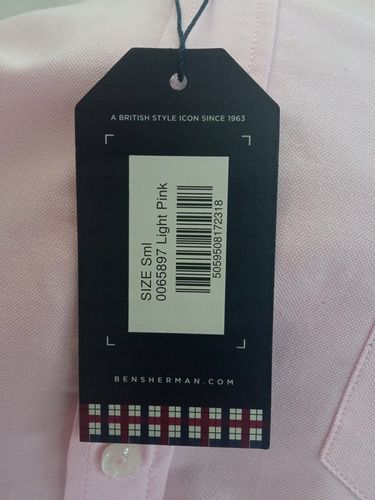 A BRITISH STYLE ICON SINCE 1963
SIZE Sml
0065897 Light Pink
5059508172318
BENSHERMAN.COM